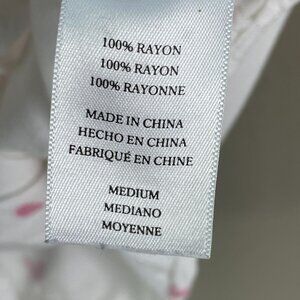 100% RAYON
100% RAYON
100% RAYONNE
MADE IN CHINA
HECHO EN CHINA
FABRIQUÉ EN CHINE
MEDIUM
MEDIANO
MOYENNE